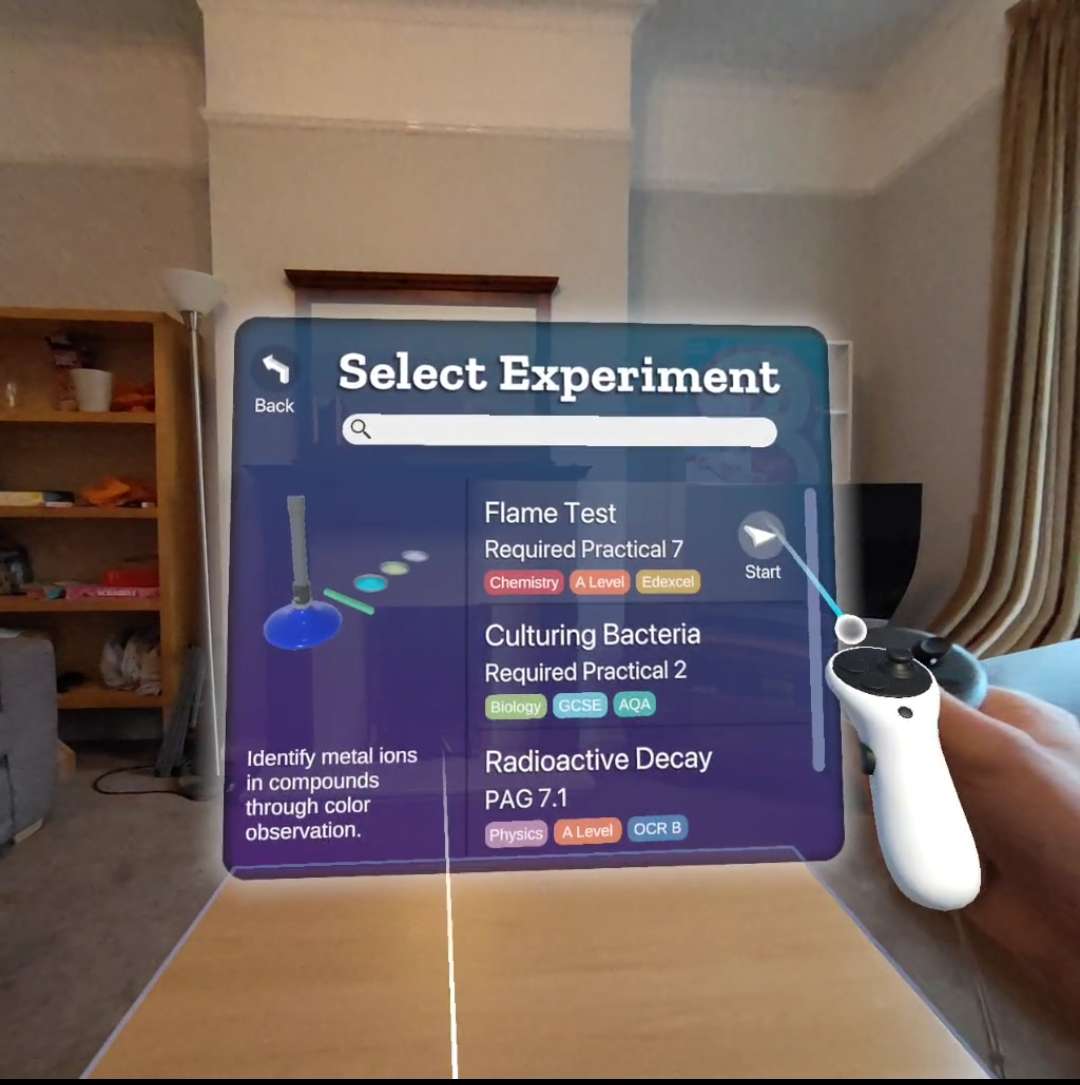 Select Experiment
Back
Flame Test
Required Practical 7
Chemistry A Level Edexcel
Start
Culturing Bacteria
Required Practical 2
Biology GCSE AQA
Radioactive Decay
PAG 7.1
Physics A Level OCR B
Identify metal ions
in compounds
through color
observation.